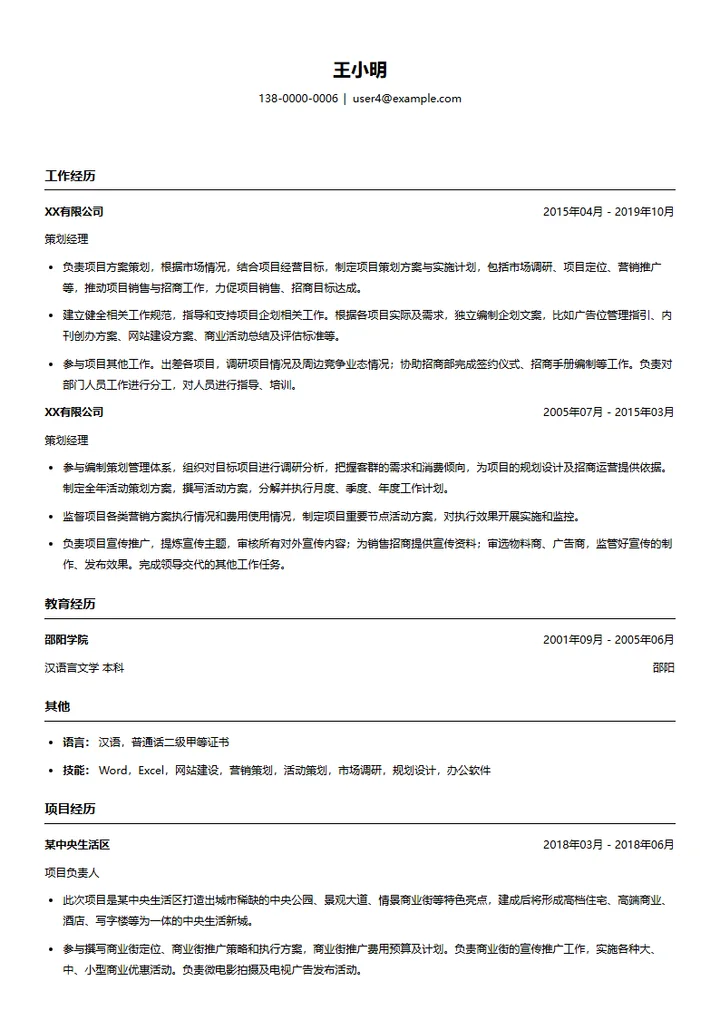 王小明
138-0000-0006 | user4@example.com
工作经历
XX有限公司 2015年04月 - 2019年10月
策划经理
• 负责项目方案策划，根据市场情况，结合项目经营目标，制定项目策划方案与实施计划，包括市场调研、项目定位、营销推广
等，推动项目销售与招商工作，力促项目销售、招商目标达成。
• 建立健全相关工作规范，指导和支持项目企划相关工作。根据各项目实际及需求，独立编制企划文案，比如广告位管理指引、内
刊创办方案、网站建设方案、商业活动总结及评估标准等。
• 参与项目其他工作。出差各项目，调研项目情况及周边竞争业态情况；协助招商部完成签约仪式、招商手册编制等工作。负责对
部门人员工作进行分工，对人员进行指导、培训。
XX有限公司 2005年07月 - 2015年03月
策划经理
• 参与编制策划管理体系，组织对目标项目进行调研分析，把握客群的需求和消费倾向，为项目的规划设计及招商运营提供依据。
制定全年活动策划方案，撰写活动方案，分解并执行月度、季度、年度工作计划。
• 监督项目各类营销方案执行情况和费用使用情况，制定项目重要节点活动方案，对执行效果开展实施和监控。
• 负责项目宣传推广，提炼宣传主题，审核所有对外宣传内容；为销售招商提供宣传资料；审选物料商、广告商，监管好宣传的制
作、发布效果。完成领导交代的其他工作任务。
教育经历
邵阳学院 2001年09月 - 2005年06月
汉语言文学 本科 邵阳
其他
• 语言： 汉语，普通话二级甲等证书
• 技能： Word，Excel，网站建设，营销策划，活动策划，市场调研，规划设计，办公软件
项目经历
某中央生活区 2018年03月 - 2018年06月
项目负责人
• 此次项目是某中央生活区打造出城市稀缺的中央公园、景观大道、情景商业街等特色亮点，建成后将形成高档住宅、高端商业、
酒店、写字楼等为一体的中央生活新城。
• 参与撰写商业街定位、商业街推广策略和执行方案，商业街推广费用预算及计划。负责商业街的宣传推广工作，实施各种大、
中、小型商业优惠活动。负责微电影拍摄及电视广告发布活动。